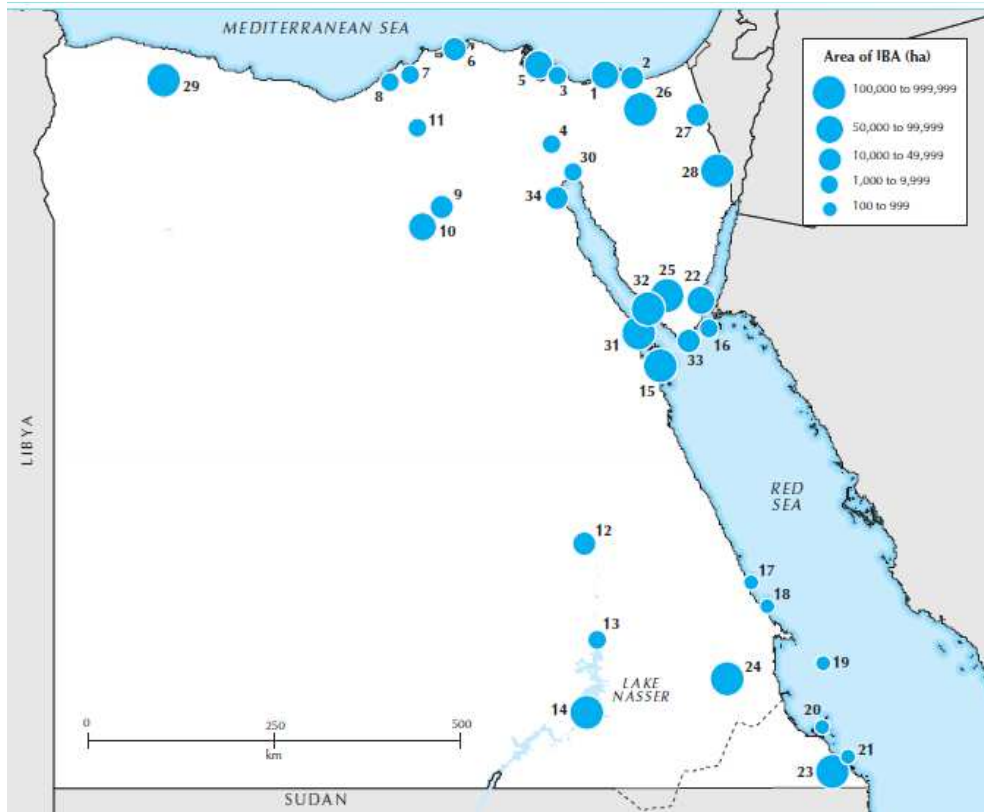 MEDITERRANEAN SEA
6
7
8
5
3
1
2
26
29
27
11
4
30
28
34
9
10
25
22
32
31
33
16
15
Area of IBA (ha)
100,000 to 999,999
50,000 to 99,999
10,000 to 49,999
1,000 to 9,999
100 to 999
LIBYA
RED
SEA
12
17
18
13
19
24
LAKE
NASSER
14
20
21
23
0
250
500
km
SUDAN